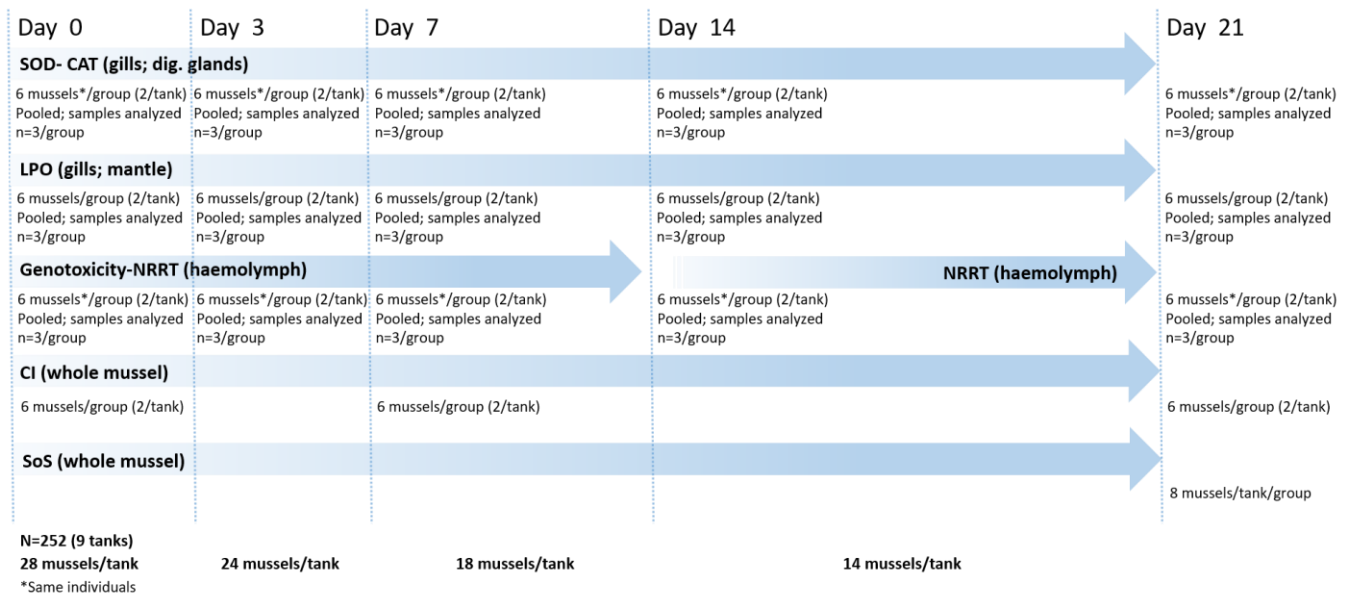 Day 0
Day 3
Day 7
Day 14
Day 21
SOD- CAT (gills; dig. glands)
6 mussels*/group (2/tank)
Pooled; samples analyzed
n=3/group
6 mussels*/group (2/tank)
Pooled; samples analyzed
n=3/group
6 mussels*/group (2/tank)
Pooled; samples analyzed
n=3/group
6 mussels*/group (2/tank)
Pooled; samples analyzed
n=3/group
6 mussels*/group (2/tank)
Pooled; samples analyzed
n=3/group
LPO (gills; mantle)
6 mussels/group (2/tank)
Pooled; samples analyzed
n=3/group
6 mussels/group (2/tank)
Pooled; samples analyzed
n=3/group
6 mussels/group (2/tank)
Pooled; samples analyzed
n=3/group
6 mussels/group (2/tank)
Pooled; samples analyzed
n=3/group
6 mussels/group (2/tank)
Pooled; samples analyzed
n=3/group
Genotoxicity-NRRT (haemolymph)
NRRT (haemolymph)
6 mussels*/group (2/tank)
Pooled; samples analyzed
n=3/group
6 mussels*/group (2/tank)
Pooled; samples analyzed
n=3/group
6 mussels*/group (2/tank)
Pooled; samples analyzed
n=3/group
6 mussels*/group (2/tank)
Pooled; samples analyzed
n=3/group
6 mussels*/group (2/tank)
Pooled; samples analyzed
n=3/group
CI (whole mussel)
6 mussels/group (2/tank)
6 mussels/group (2/tank)
6 mussels/group (2/tank)
SoS (whole mussel)
8 mussels/tank/group
N=252 (9 tanks)
28 mussels/tank
24 mussels/tank
18 mussels/tank
14 mussels/tank
*Same individuals